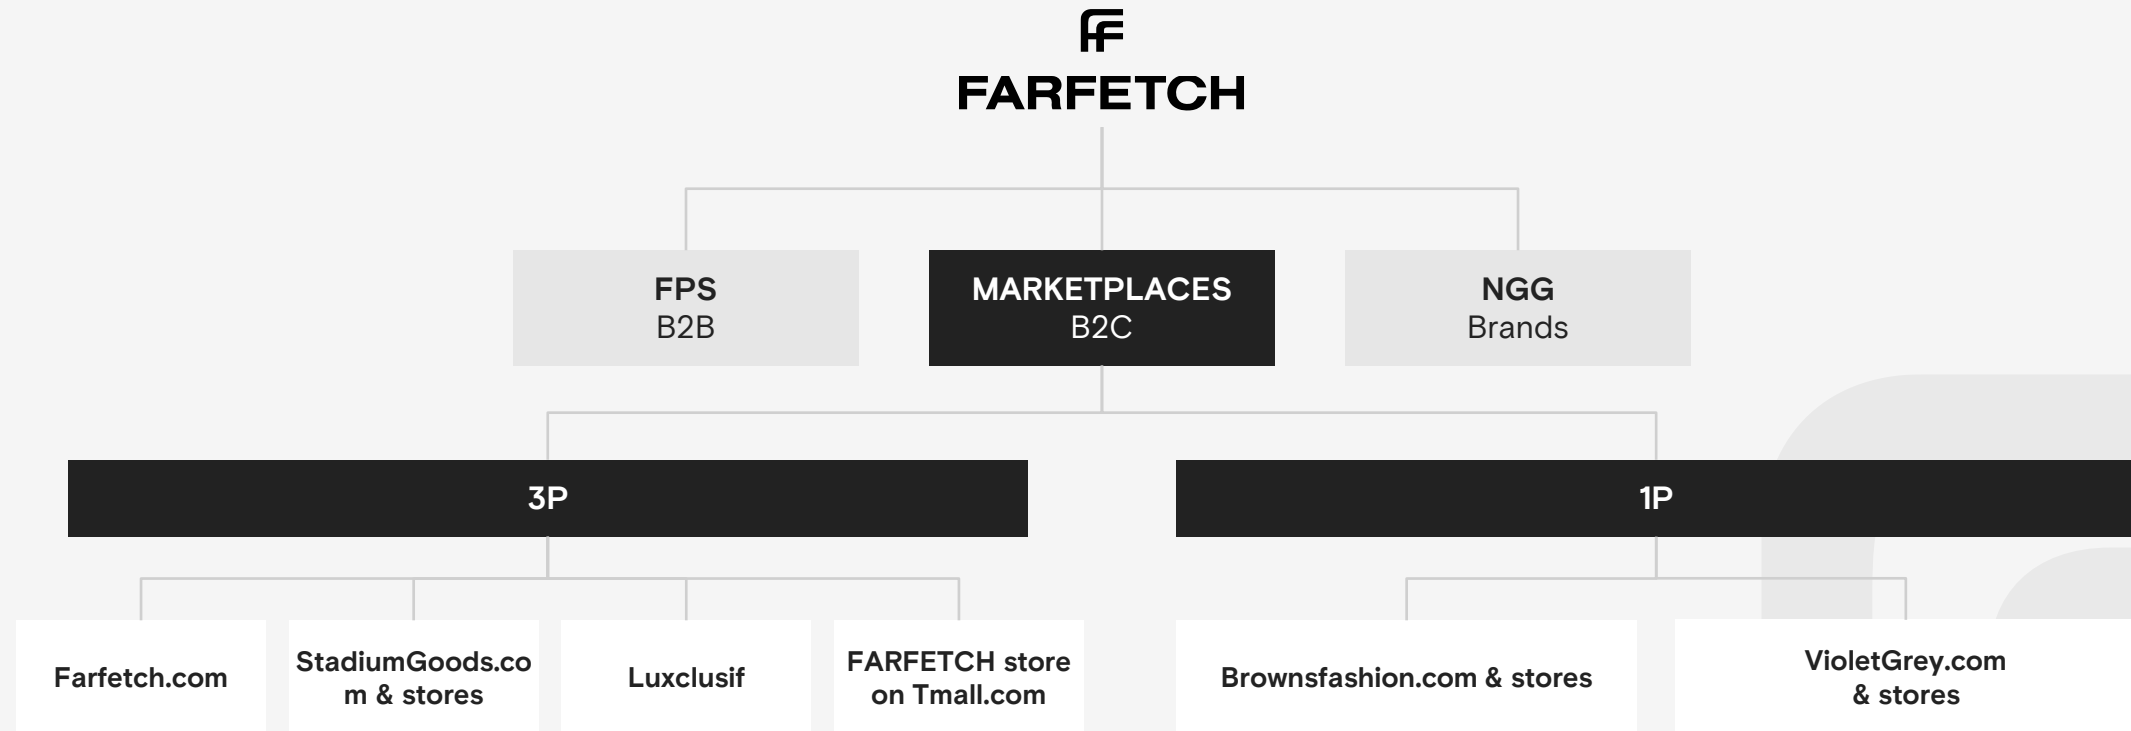 FARFETCH
FPS
B2B
MARKETPLACES
B2C
NGG
Brands
3P
1P
Farfetch.com
StadiumGoods.co
m & stores
Luxclusif
FARFETCH store
on Tmall.com
Brownsfashion.com & stores
VioletGrey.com
& stores